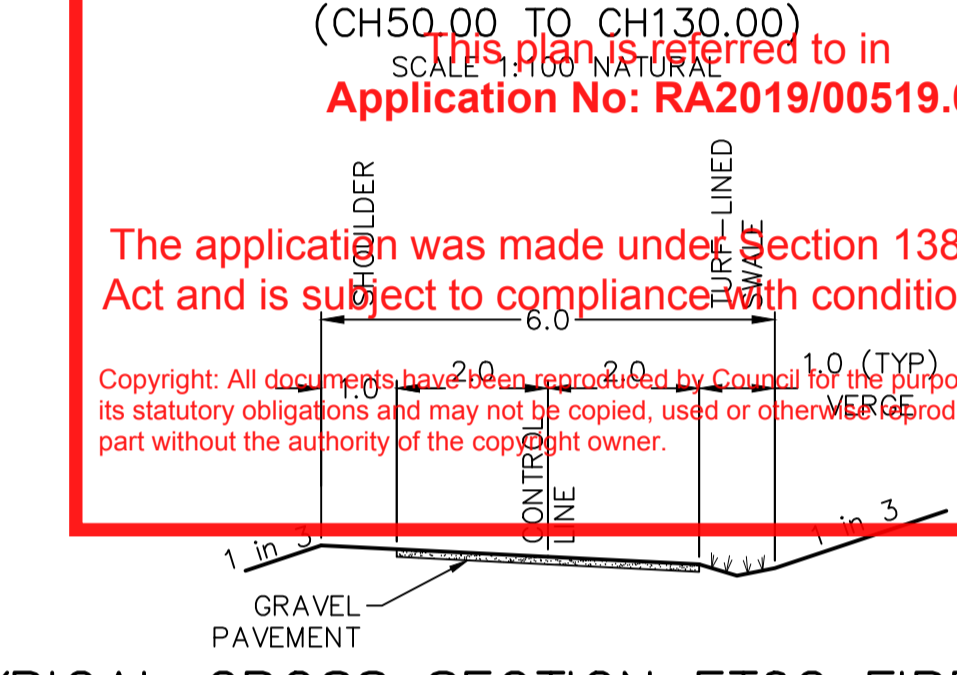 (CH50.00 TO CH130.00)
SCALE 1:100 NATURAL
This plan is referred to in
Application No: RA2019/00519.
The application was made under Section 138
Act and is subject to compliance with conditio
SHOULDER
TURF-LINED
SWALE
6.0
1.0
2.0
2.0
1.0 (TYP)
VERGE
Copyright: All documents have been reproduced by Council for the purpo
its statutory obligations and may not be copied, used or otherwise reprod
part without the authority of the copyright owner.
CONTROL
LINE
1 in 3
1 in 3
GRAVEL
PAVEMENT